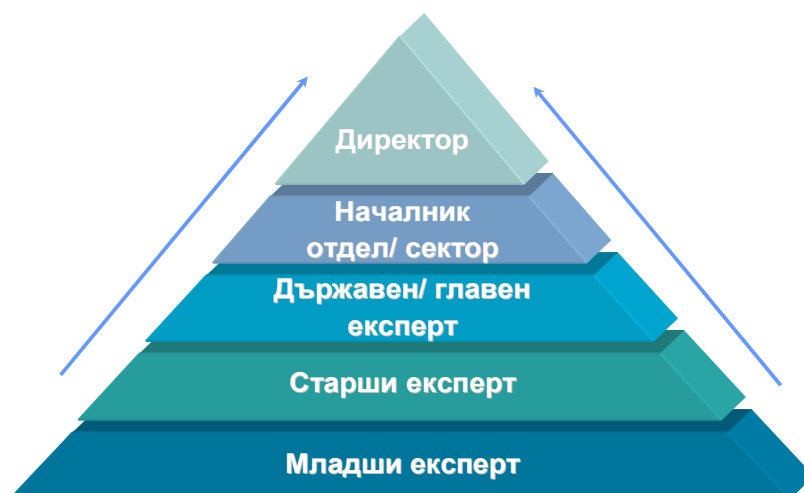 Директор
Началник
отдел/ сектор
Държавен/ главен
експерт
Старши експерт
Младши експерт